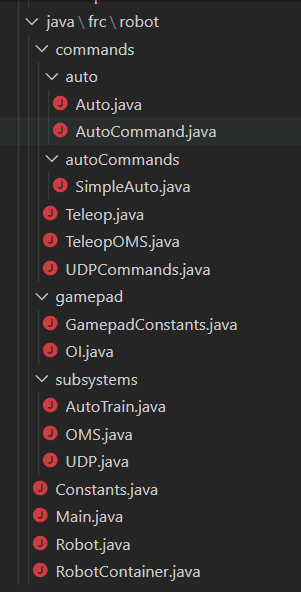 java\frc\robot
commands
auto
J Auto.java
J AutoCommand.java
autoCommands
J SimpleAuto.java
J Teleop.java
J TeleopOMS.java
J UDPCommands.java
gamepad
J GamepadConstants.java
J OI.java
subsystems
J AutoTrain.java
J OMS.java
J UDP.java
J Constants.java
J Main.java
J Robot.java
J RobotContainer.java